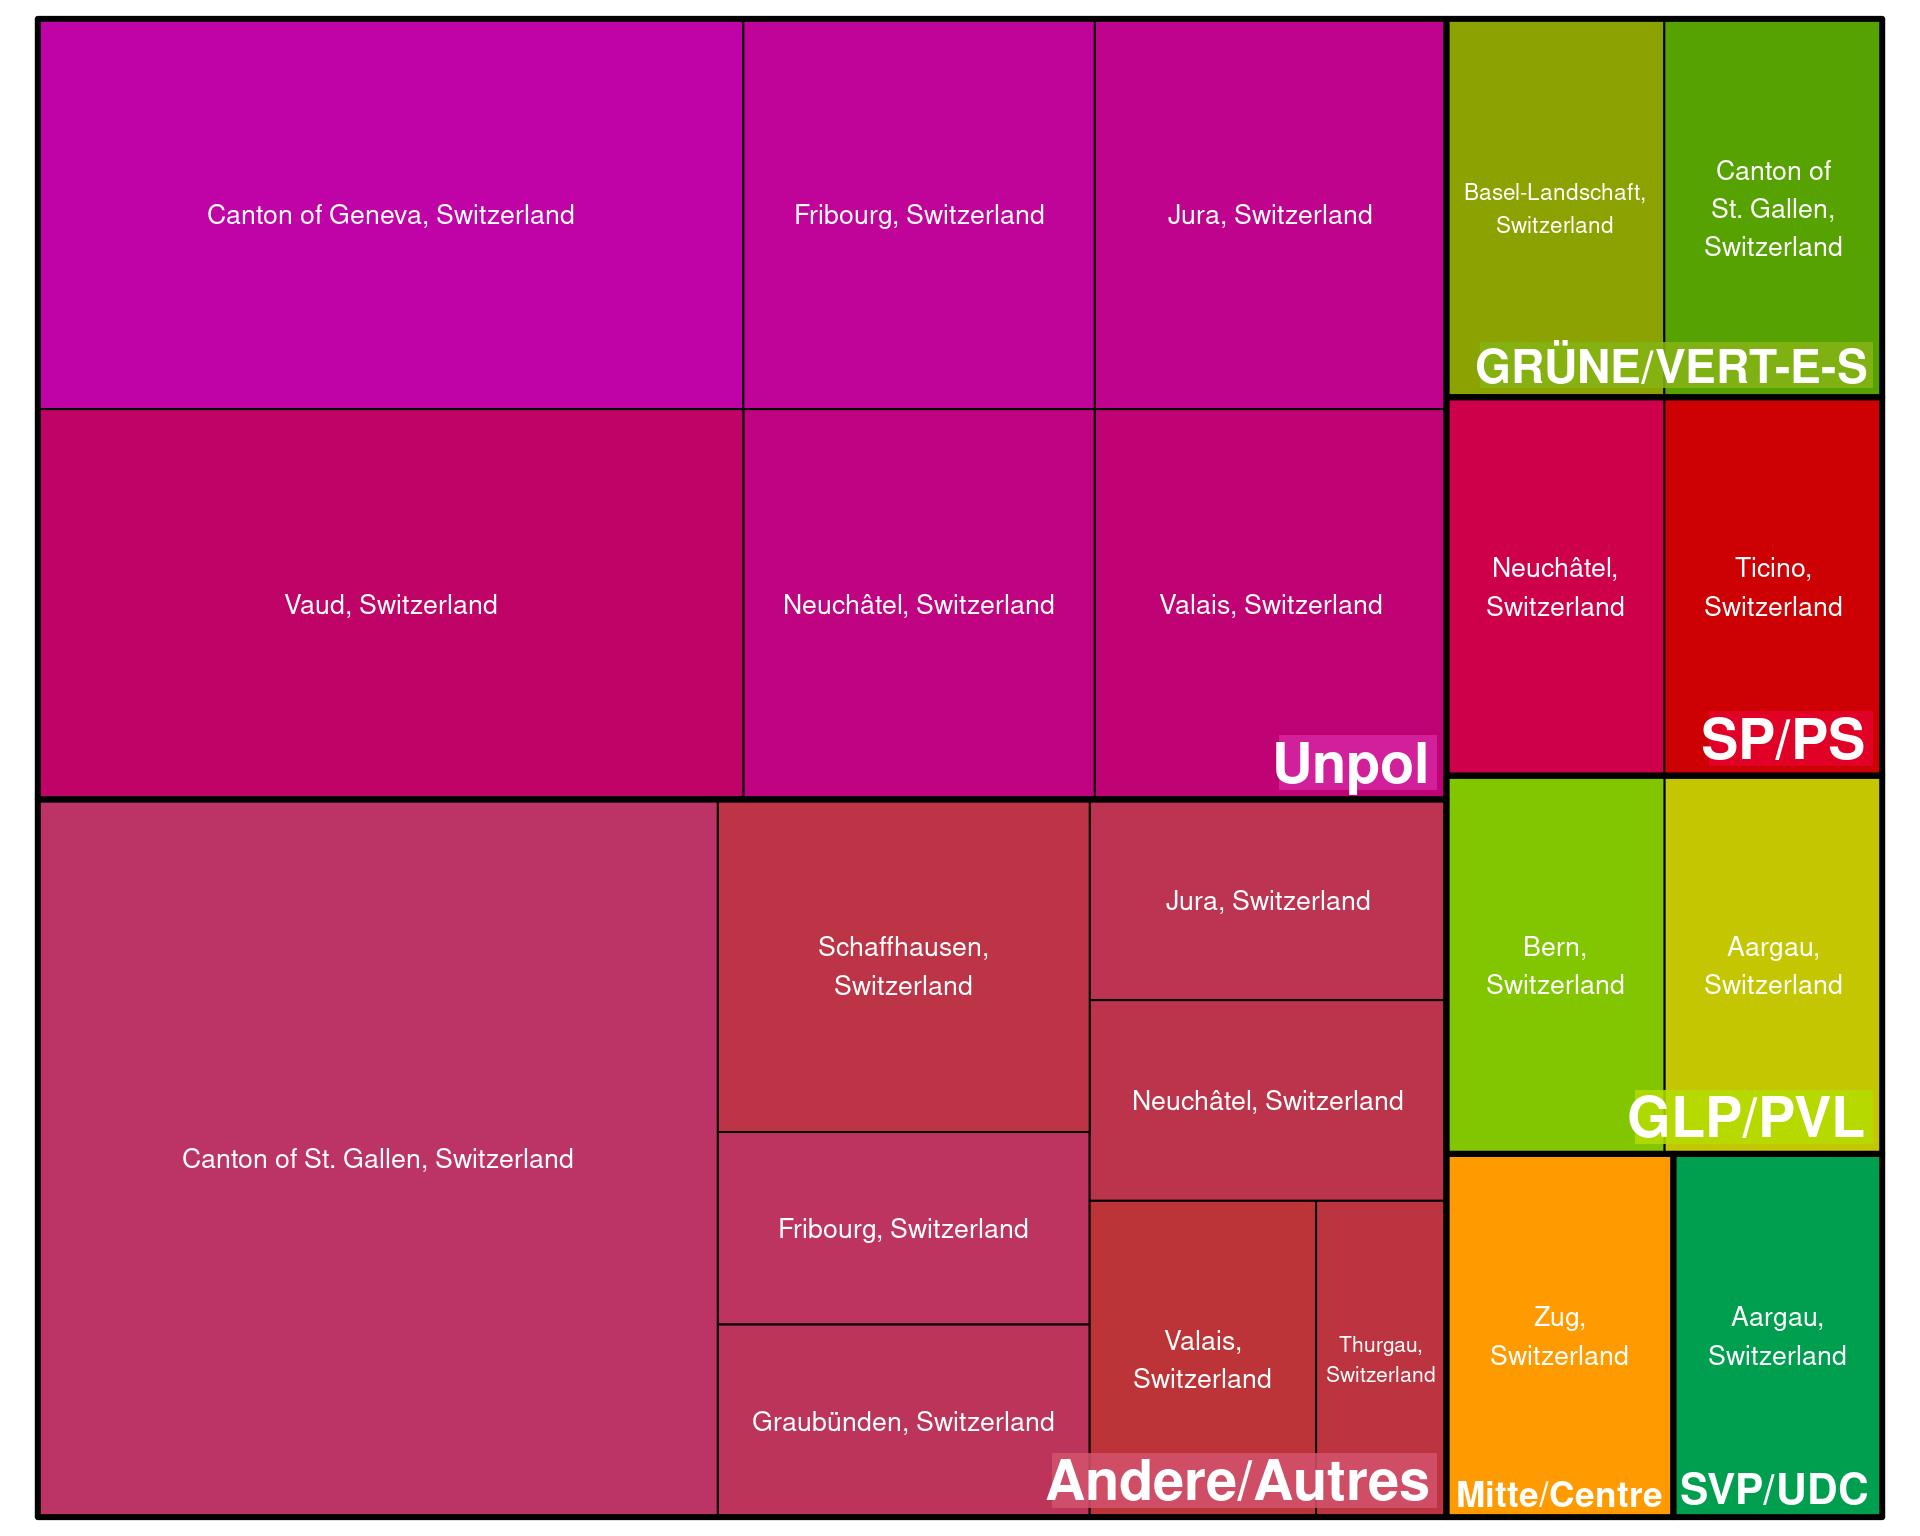 Canton of Geneva, Switzerland
Fribourg, Switzerland
Jura, Switzerland
Vaud, Switzerland
Neuchâtel, Switzerland
Valais, Switzerland
Unpol
Canton of St. Gallen, Switzerland
Schaffhausen,
Switzerland
Fribourg, Switzerland
Graubünden, Switzerland
Jura, Switzerland
Neuchâtel, Switzerland
Valais,
Switzerland
Thurgau,
Switzerland
Andere/Autres
Basel-Landschaft,
Switzerland
Canton of
St. Gallen,
Switzerland
GRÜNE/VERT-E-S
Neuchâtel,
Switzerland
Ticino,
Switzerland
SP/PS
Bern,
Switzerland
Aargau,
Switzerland
GLP/PVL
Zug,
Switzerland
Mitte/Centre
Aargau,
Switzerland
SVP/UDC